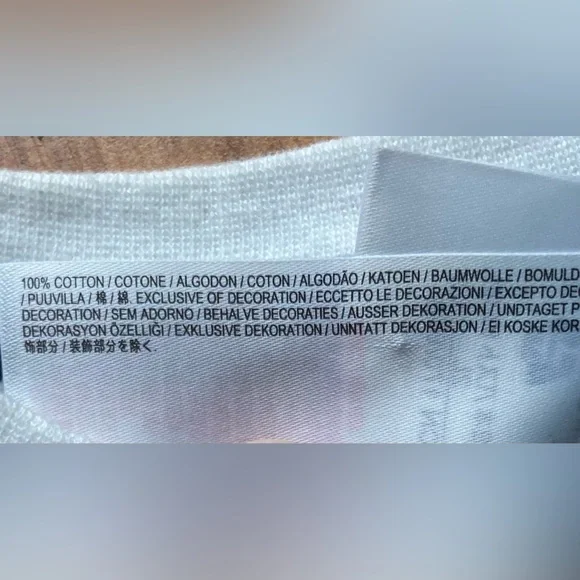 100% COTTON / COTONE / ALGODON / COTON / ALGODÃO / KATOEN / BAUMWOLLE / BOMULD
/ PUUVILLA / 棉 / 綿. EXCLUSIVE OF DECORATION / ECCETTO LE DECORAZIONI / EXCEPTO DE
DECORATION / SEM ADORNO / BEHALVE DECORATIES / AUSSER DEKORATION / UNDTAGET P
DEKORASYON ÖZELLIĞI / EXKLUSIVE DEKORATION / UNNTATT DEKORASJON / EI KOSKE KOR
饰部分 / 装飾部分を除く.